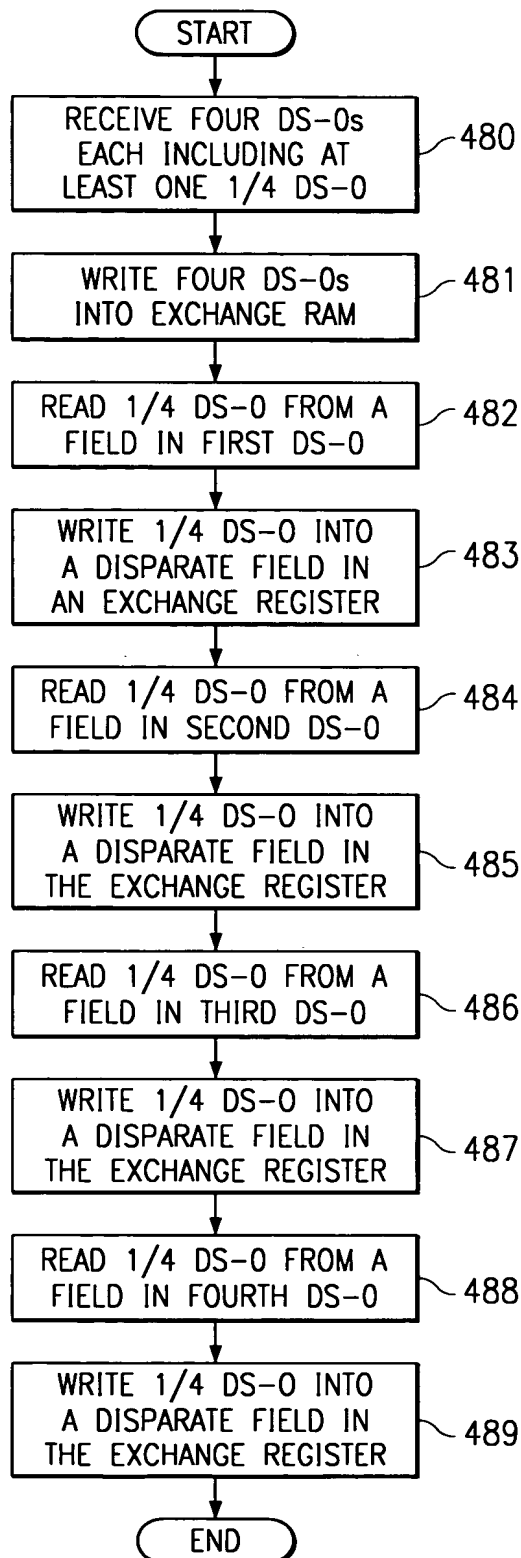 START
RECEIVE FOUR DS-0s
EACH INCLUDING AT
LEAST ONE 1/4 DS-0
480
WRITE FOUR DS-0s
INTO EXCHANGE RAM
481
READ 1/4 DS-0 FROM A
FIELD IN FIRST DS-0
482
WRITE 1/4 DS-0 INTO
A DISPARATE FIELD IN
AN EXCHANGE REGISTER
483
READ 1/4 DS-0 FROM A
FIELD IN SECOND DS-0
484
WRITE 1/4 DS-0 INTO
A DISPARATE FIELD IN
THE EXCHANGE REGISTER
485
READ 1/4 DS-0 FROM A
FIELD IN THIRD DS-0
486
WRITE 1/4 DS-0 INTO
A DISPARATE FIELD IN
THE EXCHANGE REGISTER
487
READ 1/4 DS-0 FROM A
FIELD IN FOURTH DS-0
488
WRITE 1/4 DS-0 INTO
A DISPARATE FIELD IN
THE EXCHANGE REGISTER
489
END